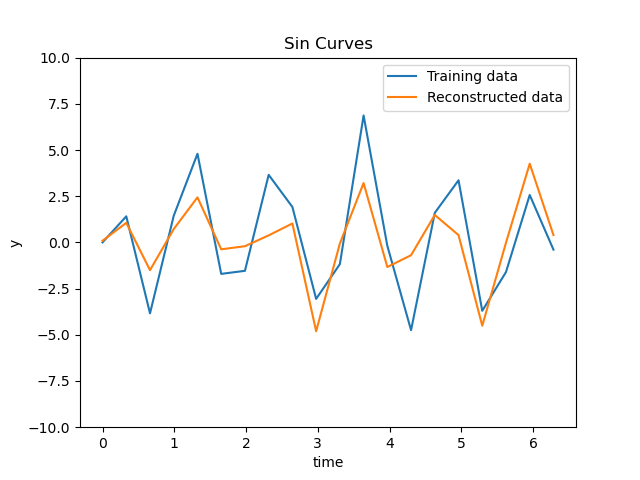 Sin Curves
Training data
Reconstructed data
10.0
7.5
5.0
2.5
0.0
−2.5
−5.0
−7.5
−10.0
y
0 1 2 3 4 5 6
time